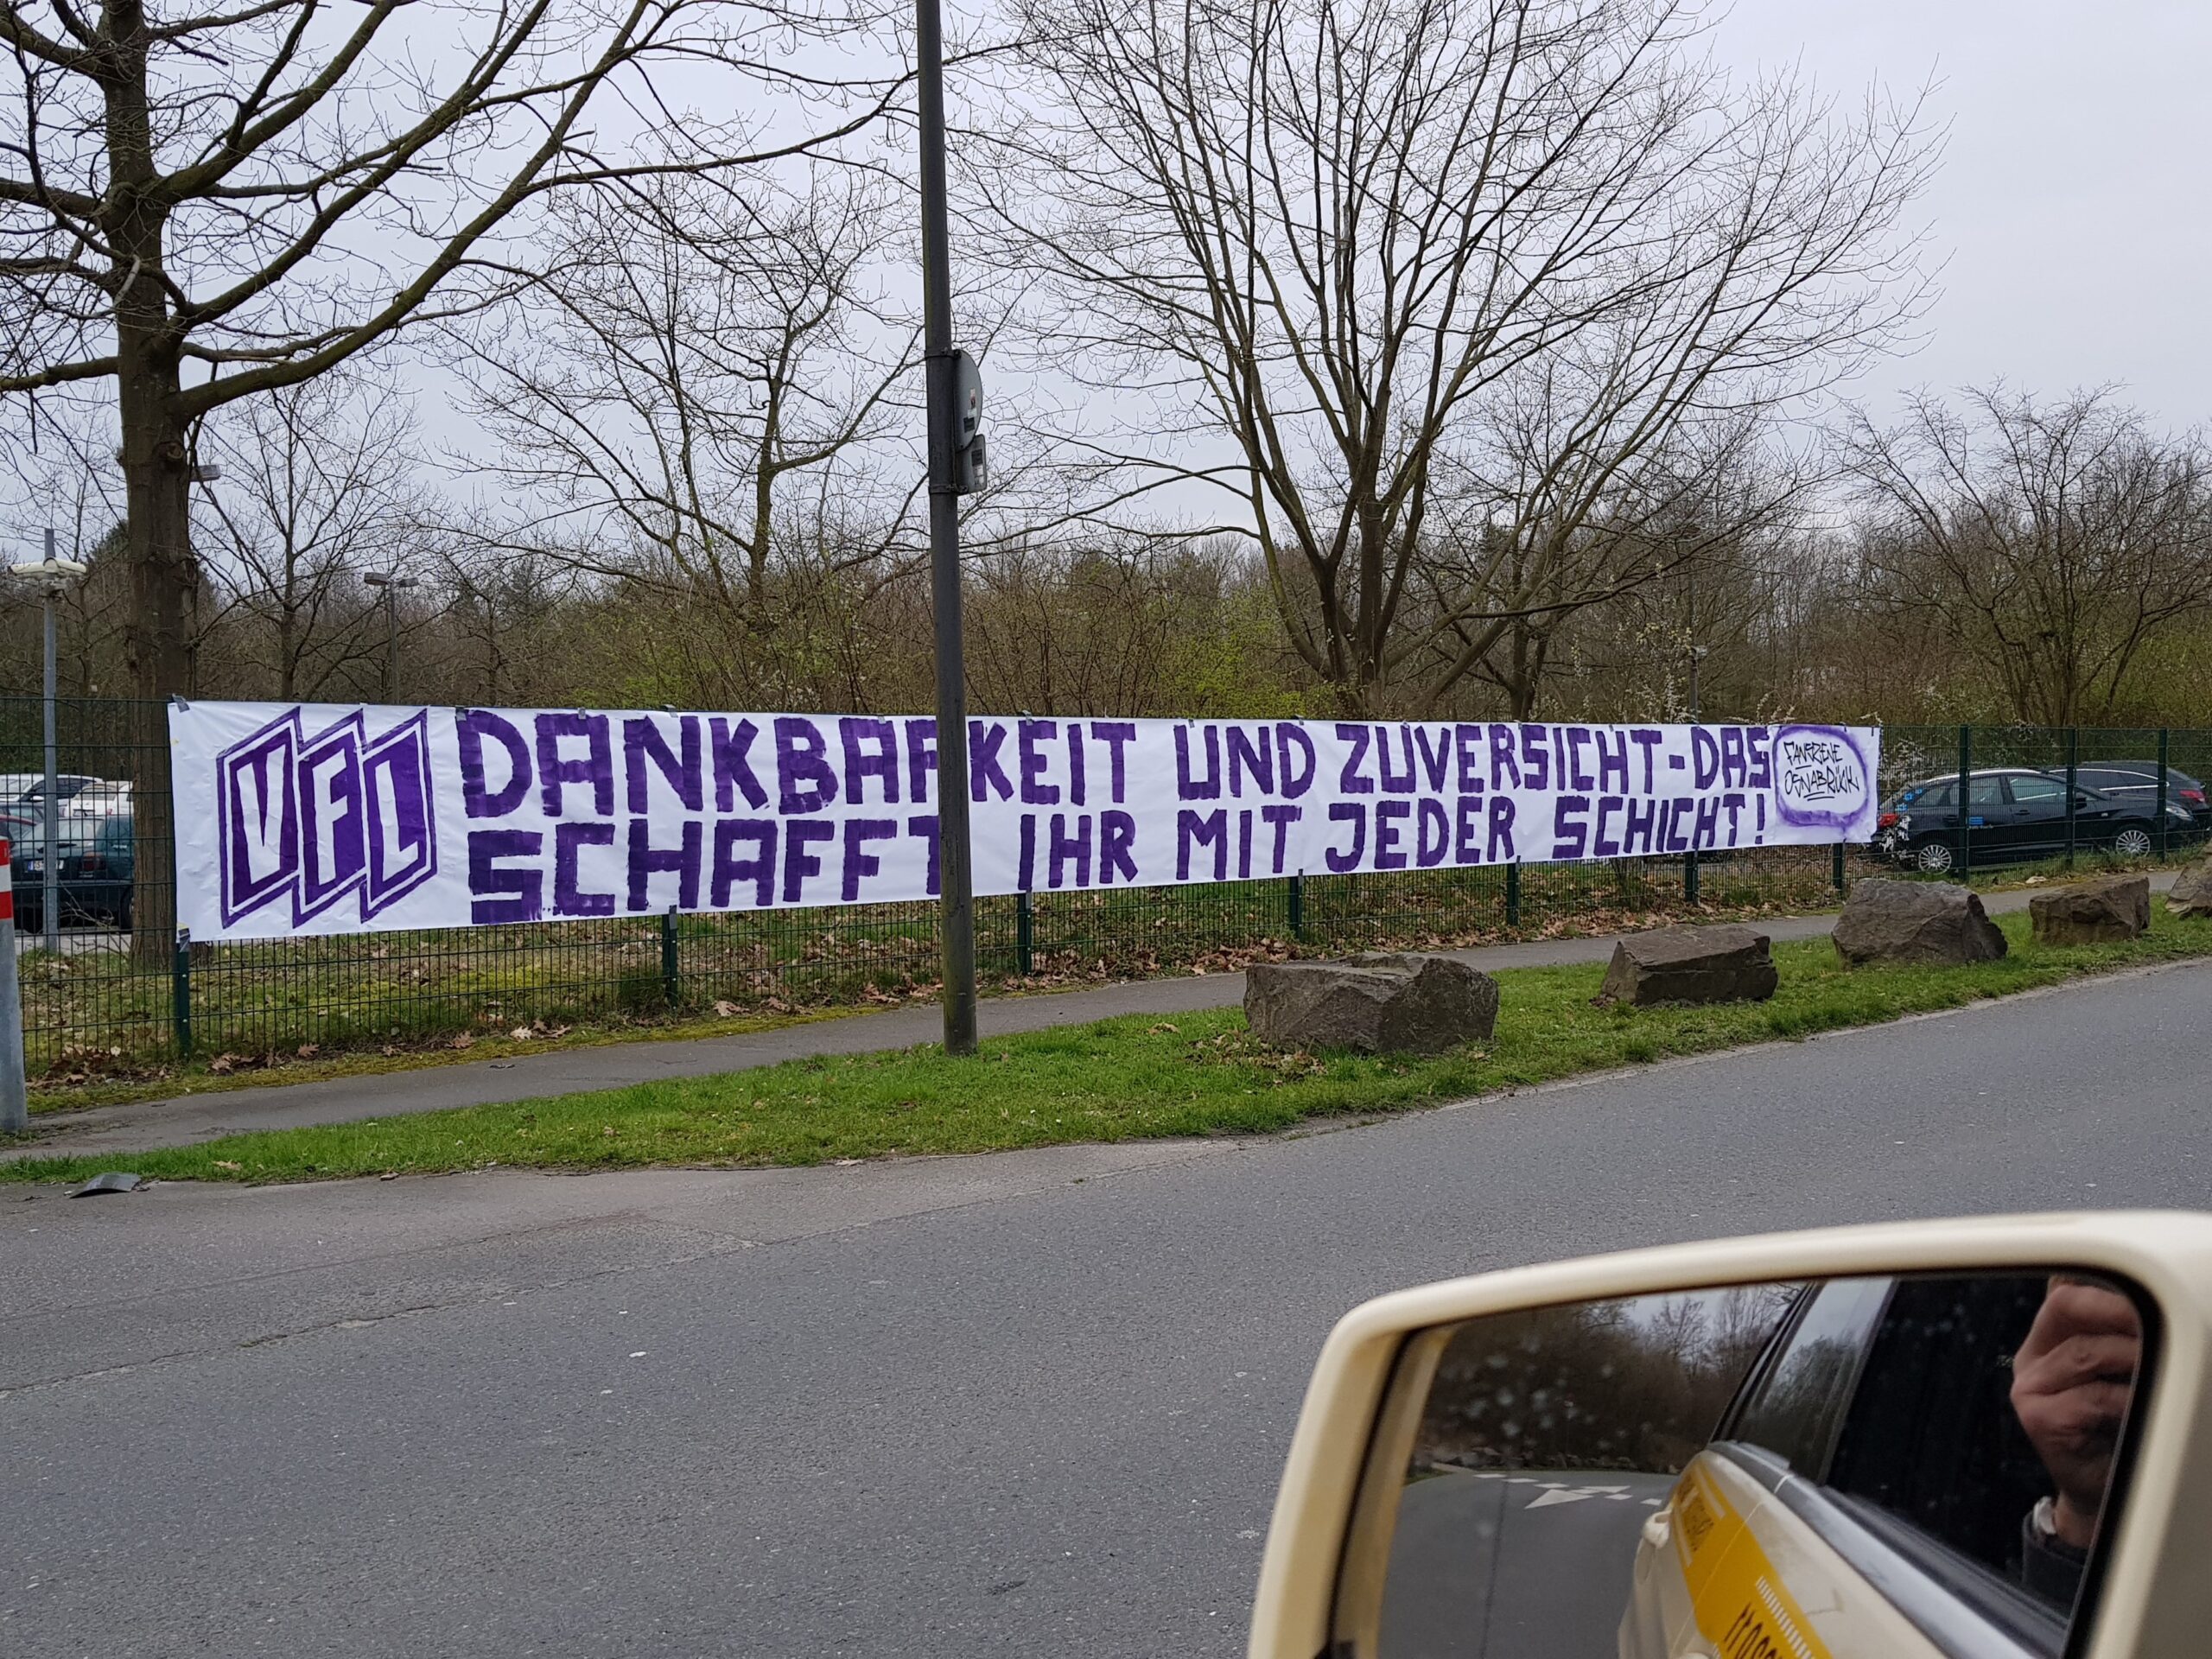 VFL
DANKBARKEIT UND ZUVERSICHT-DAS
SCHAFFT IHR MIT JEDER SCHICHT!
FANSZENE
OSNABRÜCK